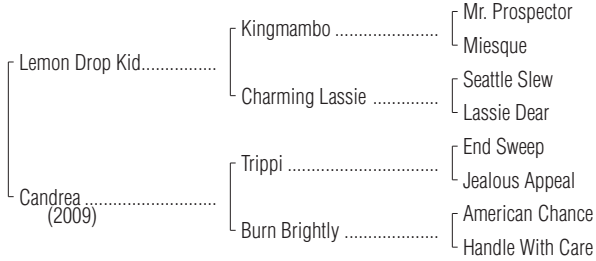 Mr. Prospector
Kingmambo ..................
Miesque
Lemon Drop Kid...............
Seattle Slew
Charming Lassie ...............
Lassie Dear
End Sweep
Trippi ..............................
Jealous Appeal
Candrea ..........................
(2009)
American Chance
Burn Brightly ...................
Handle With Care